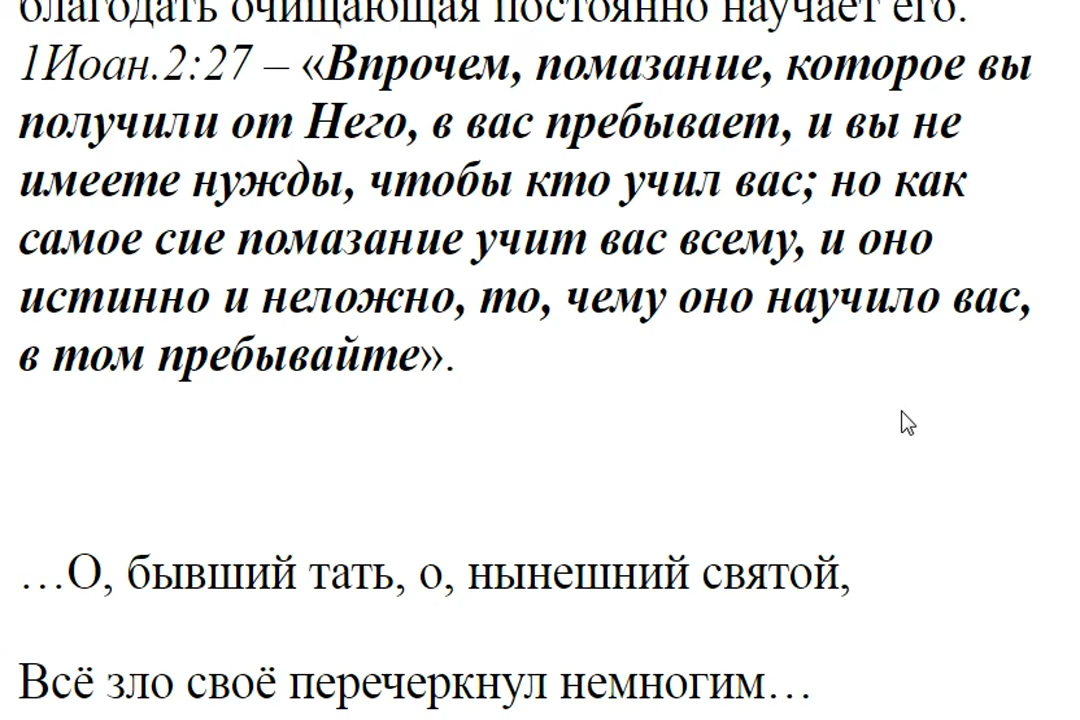 благодать очищающая постоянно научает его.
1Иоан.2:27 – «Впрочем, помазание, которое вы
получили от Него, в вас пребывает, и вы не
имеете нужды, чтобы кто учил вас; но как
самое сие помазание учит вас всему, и оно
истинно и неложно, то, чему оно научило вас,
в том пребывайте».
…О, бывший тать, о, нынешний святой,
Всё зло своё перечеркнул немногим…